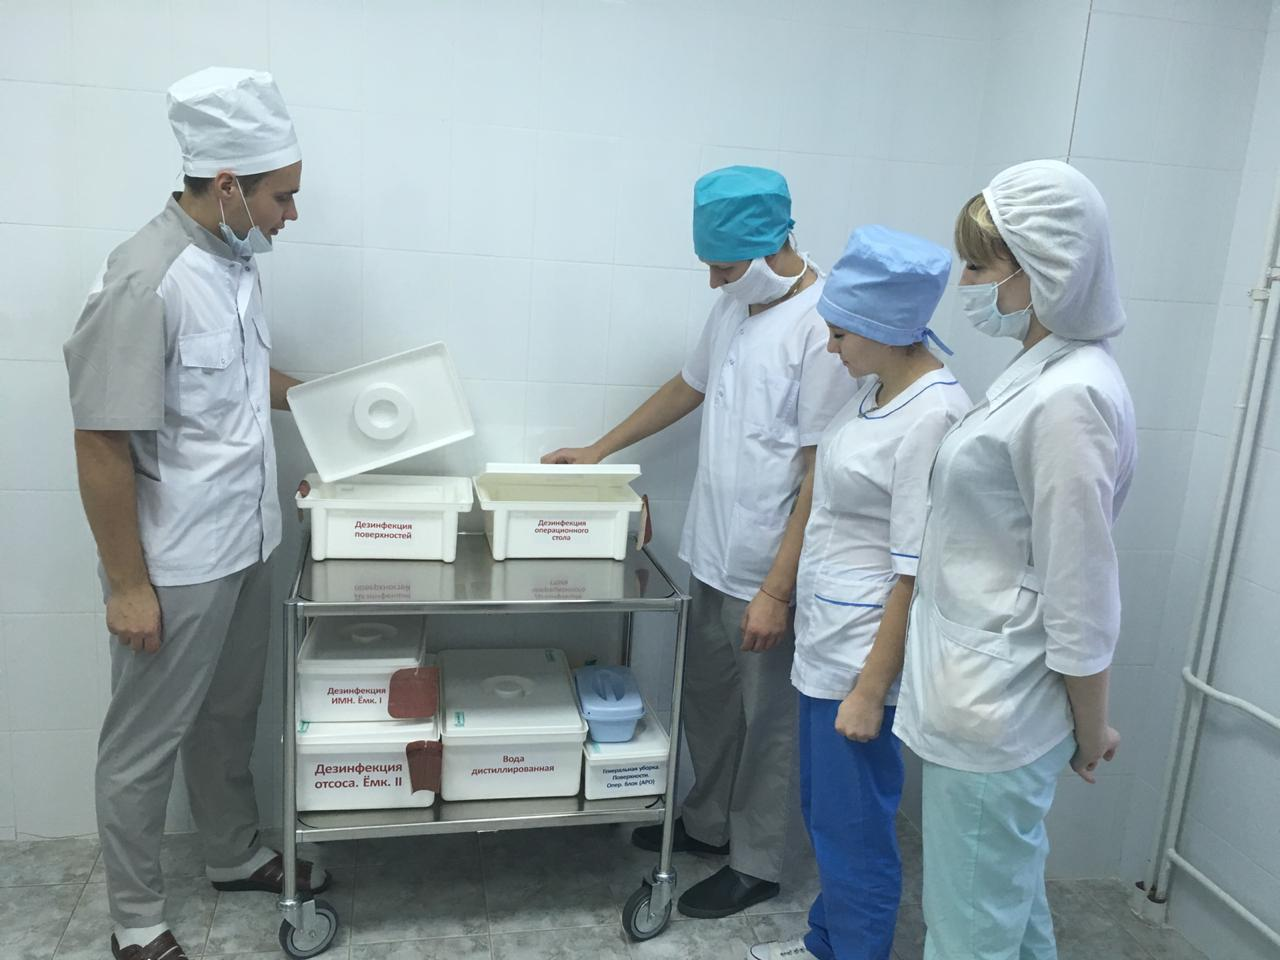 Дезинфекция
поверхностей
Дезинфекция
операционного
стола
Дезинфекция
ИМН. Ёмк. I
Дезинфекция
отсоса. Ёмк. II
Вода
дистиллированная
Генеральная уборка.
Поверхности.
Опер. блок (АРО)